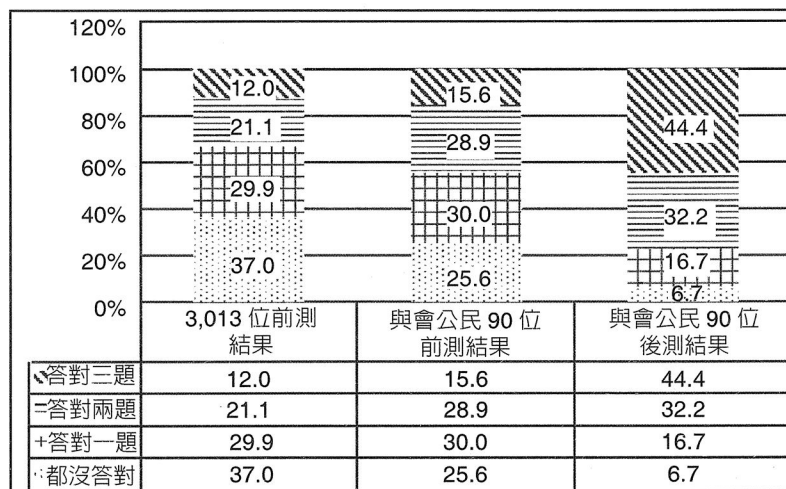 120%
100%
80%
60%
40%
20%
0%
12.0
21.1
29.9
37.0
15.6
28.9
30.0
25.6
44.4
32.2
16.7
6.7
3,013 位前測
結果
與會公民 90 位
前測結果
與會公民 90 位
後測結果
答對三題 12.0 15.6 44.4
答對兩題 21.1 28.9 32.2
答對一題 29.9 30.0 16.7
都沒答對 37.0 25.6 6.7